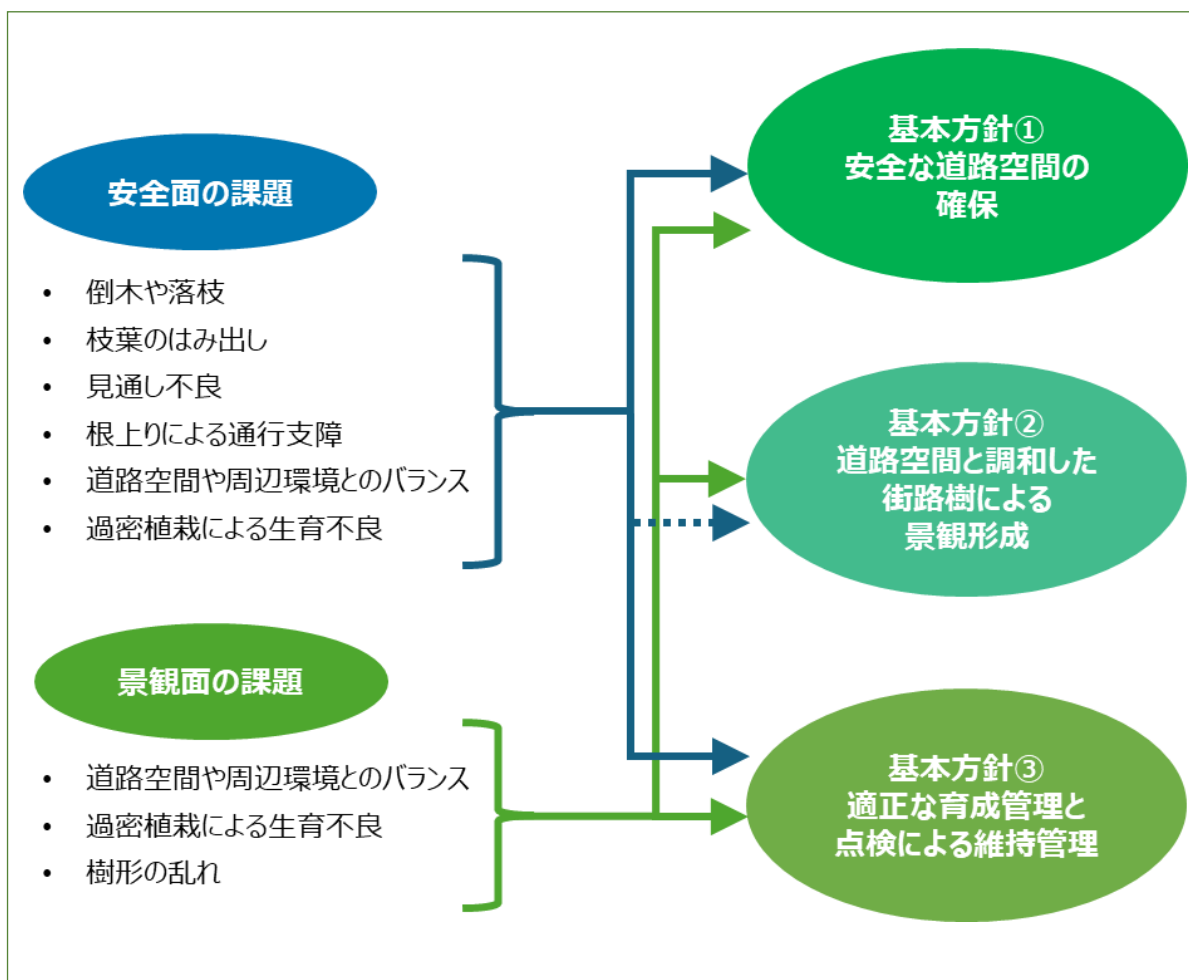 安全面の課題
• 倒木や落枝
• 枝葉のはみ出し
• 見通し不良
• 根上りによる通行支障
• 道路空間や周辺環境とのバランス
• 過密植栽による生育不良
景観面の課題
• 道路空間や周辺環境とのバランス
• 過密植栽による生育不良
• 樹形の乱れ
基本方針①
安全な道路空間の
確保
基本方針②
道路空間と調和した
街路樹による
景観形成
基本方針③
適正な育成管理と
点検による維持管理